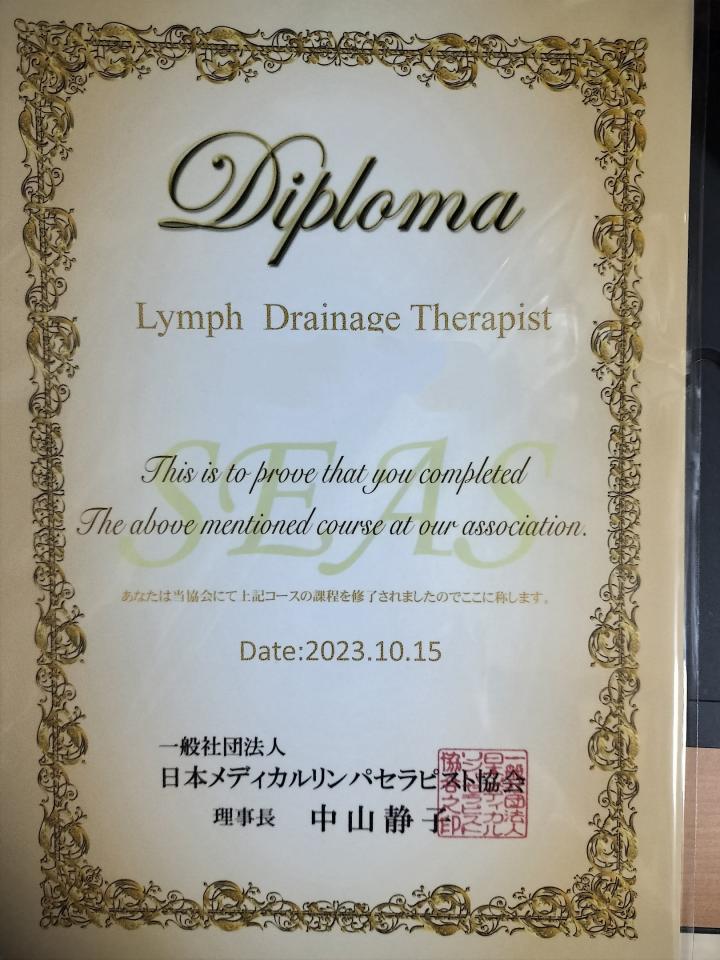 Diploma
Lymph Drainage Therapist
SEAS
This is to prove that you completed
The above mentioned course at our association.
あなたは当協会にて上記コースの課程を修了されましたのでここに称します。
Date:2023.10.15
一般社団法人
日本メディカルリンパセラピスト協会
理事長 中山静子